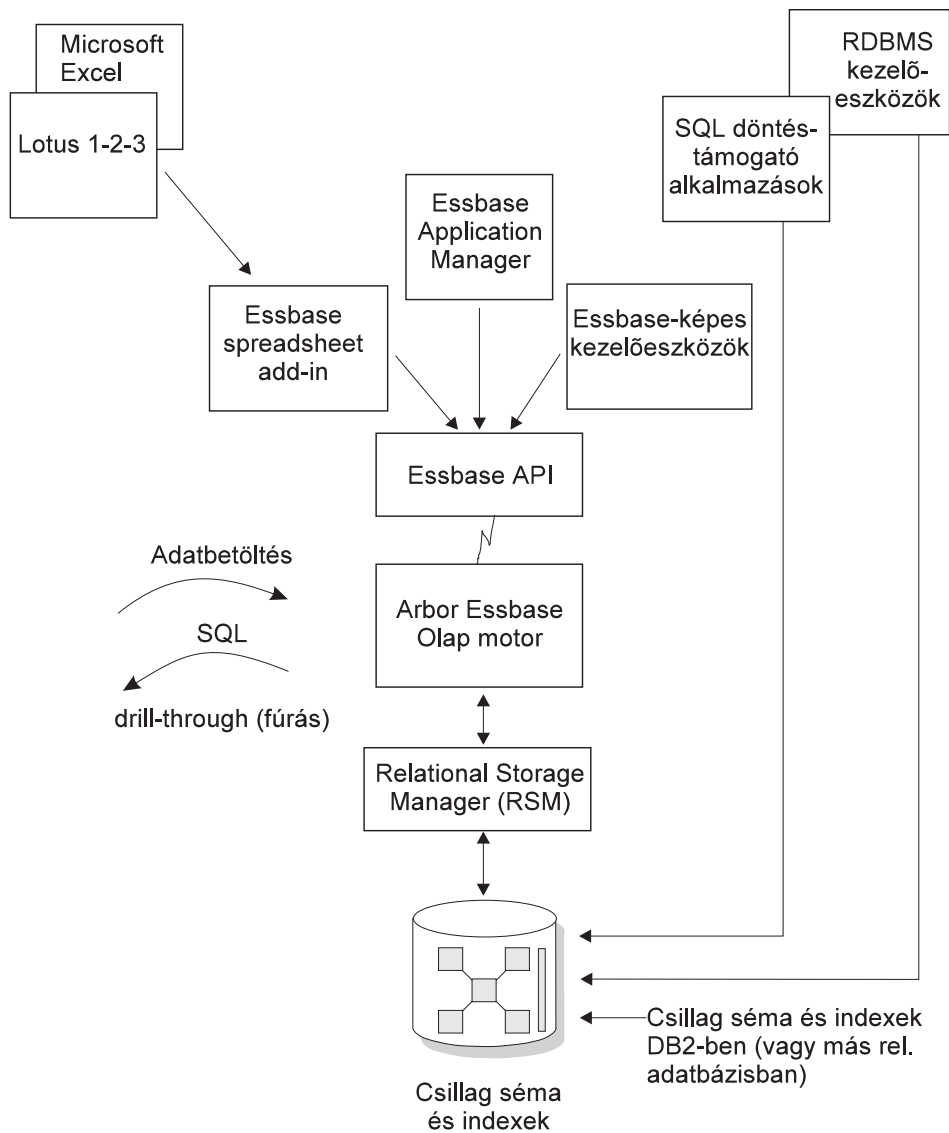 Microsoft
Excel
Lotus 1-2-3
RDBMS
kezelõ-
eszközök
SQL döntés-
támogató
alkalmazások
Essbase
Application
Manager
Essbase
spreadsheet
add-in
Essbase-képes
kezelõeszközök
Essbase API
Adatbetöltés
SQL
drill-through (fúrás)
Arbor Essbase
Olap motor
Relational Storage
Manager (RSM)
Csillag séma és indexek
DB2-ben (vagy más rel.
adatbázisban)
Csillag séma
és indexek